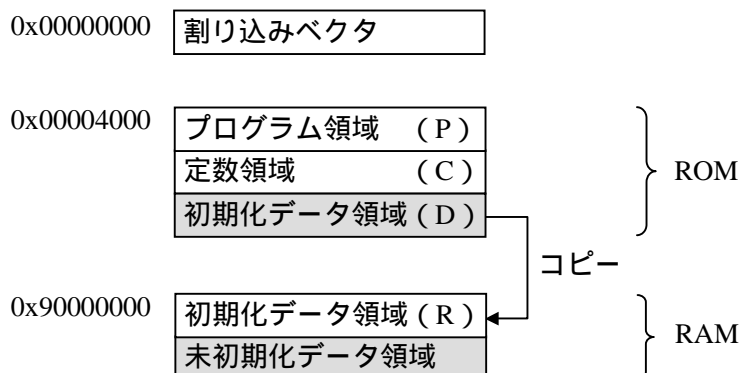 0x00000000 割り込みベクタ
0x00004000 プログラム領域 (P)
定数領域 (C)
ROM
初期化データ領域 (D)
コピー
0x90000000 初期化データ領域 (R)
RAM
未初期化データ領域